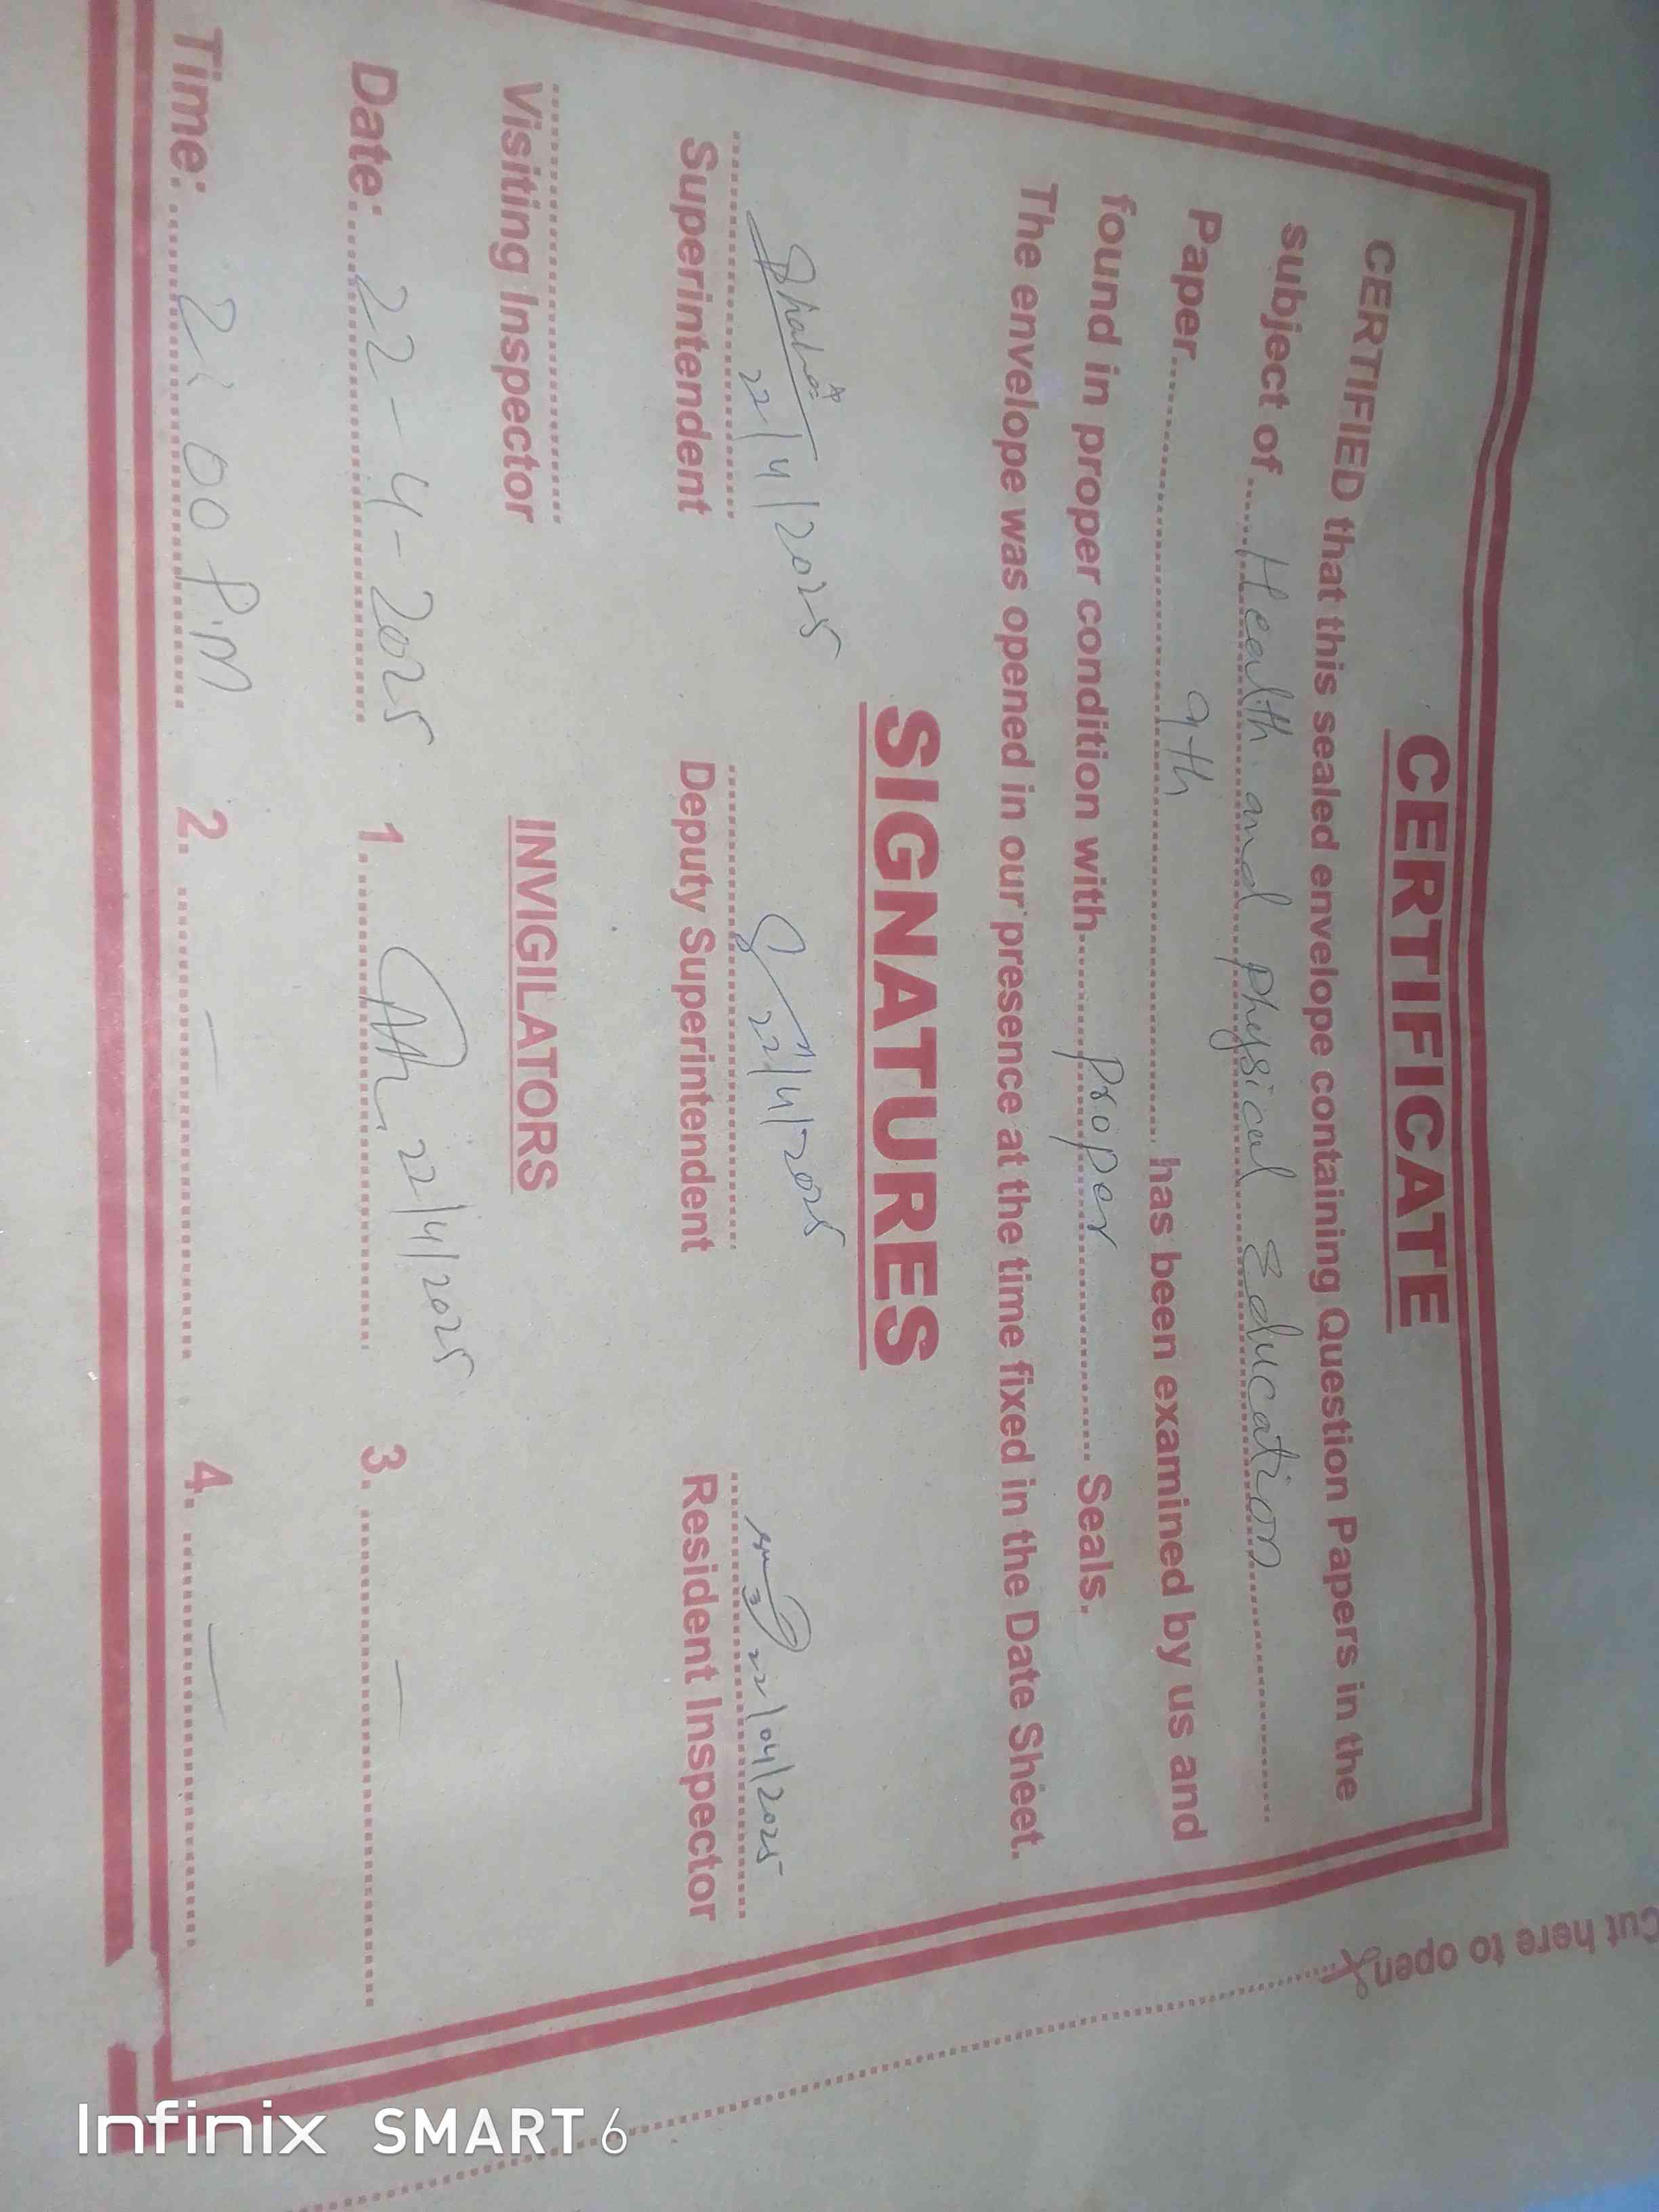 CERTIFICATE
CERTIFIED that this sealed envelope containing Question Papers in the
subject of Health and physical Education
Paper 9th has been examined by us and
found in proper condition with proper Seals.
The envelope was opened in our presence at the time fixed in the Date Sheet.
SIGNATURES
22/4/2025 22/4/2025 22/04/2025
Superintendent Deputy Superintendent Resident Inspector
Visiting Inspector INVIGILATORS
Date: 22-4-2025 1. 22/4/2025 3. —
Time: 2:00 P.M 2. — 4. —
Cut here to open
Infinix SMART 6